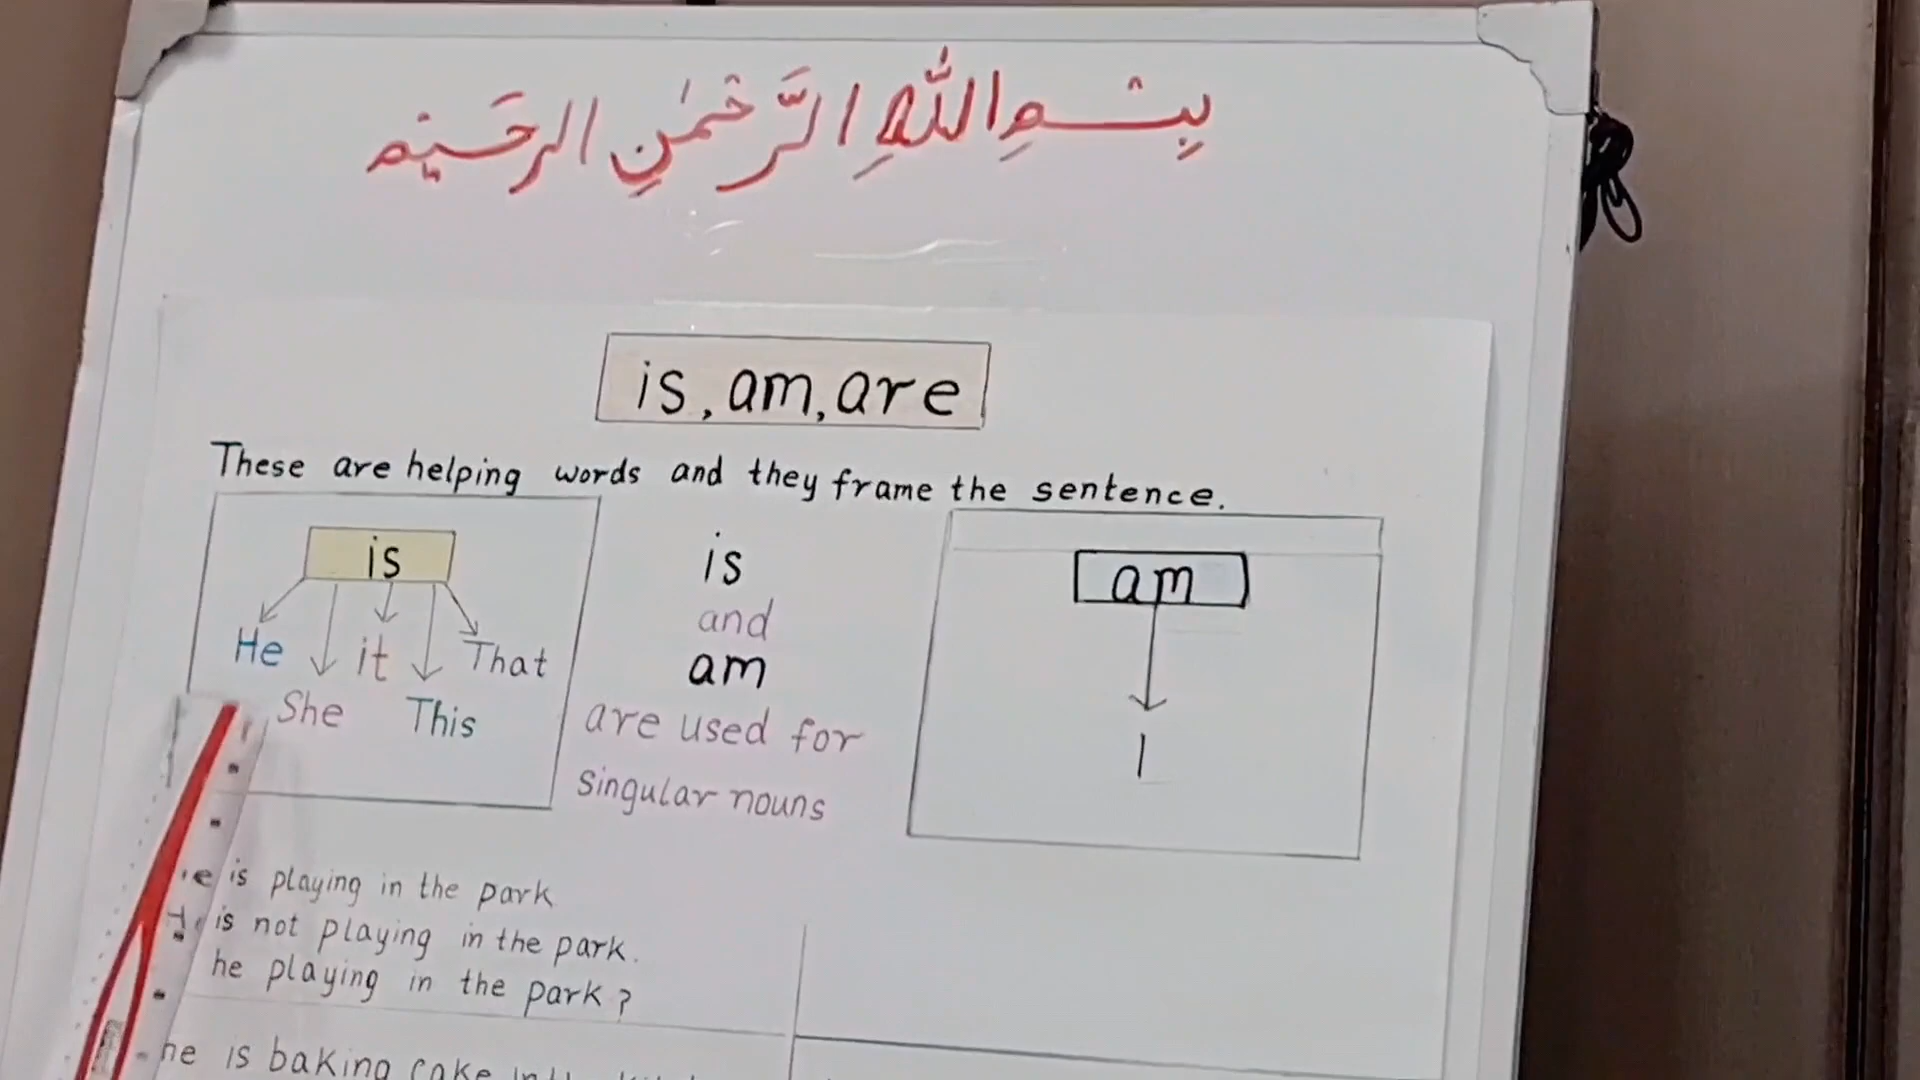 بِسْمِ اللّٰهِ الرَّحْمٰنِ الرحَيْم
is, am, are
These are helping words and they frame the sentence.
is
He it That
She This
is
and
am
are used for
singular nouns
am
I
is playing in the park
is not playing in the park.
he playing in the park?
he is baking cake in